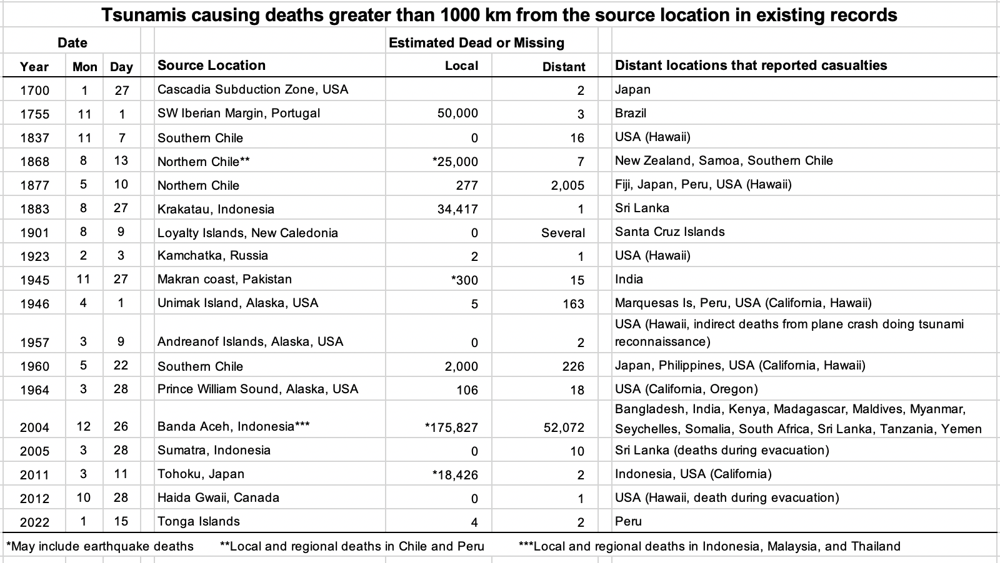 Tsunamis causing deaths greater than 1000 km from the source location in existing records
Date Estimated Dead or Missing
Year Mon Day Source Location Local Distant Distant locations that reported casualties
1700 1 27 Cascadia Subduction Zone, USA 2 Japan
1755 11 1 SW Iberian Margin, Portugal 50,000 3 Brazil
1837 11 7 Southern Chile 0 16 USA (Hawaii)
1868 8 13 Northern Chile** *25,000 7 New Zealand, Samoa, Southern Chile
1877 5 10 Northern Chile 277 2,005 Fiji, Japan, Peru, USA (Hawaii)
1883 8 27 Krakatau, Indonesia 34,417 1 Sri Lanka
1901 8 9 Loyalty Islands, New Caledonia 0 Several Santa Cruz Islands
1923 2 3 Kamchatka, Russia 2 1 USA (Hawaii)
1945 11 27 Makran coast, Pakistan *300 15 India
1946 4 1 Unimak Island, Alaska, USA 5 163 Marquesas Is, Peru, USA (California, Hawaii)
USA (Hawaii, indirect deaths from plane crash doing tsunami
1957 3 9 Andreanof Islands, Alaska, USA 0 2 reconnaissance)
1960 5 22 Southern Chile 2,000 226 Japan, Philippines, USA (California, Hawaii)
1964 3 28 Prince William Sound, Alaska, USA 106 18 USA (California, Oregon)
Bangladesh, India, Kenya, Madagascar, Maldives, Myanmar,
2004 12 26 Banda Aceh, Indonesia*** *175,827 52,072 Seychelles, Somalia, South Africa, Sri Lanka, Tanzania, Yemen
2005 3 28 Sumatra, Indonesia 0 10 Sri Lanka (deaths during evacuation)
2011 3 11 Tohoku, Japan *18,426 2 Indonesia, USA (California)
2012 10 28 Haida Gwaii, Canada 0 1 USA (Hawaii, death during evacuation)
2022 1 15 Tonga Islands 4 2 Peru
*May include earthquake deaths **Local and regional deaths in Chile and Peru ***Local and regional deaths in Indonesia, Malaysia, and Thailand